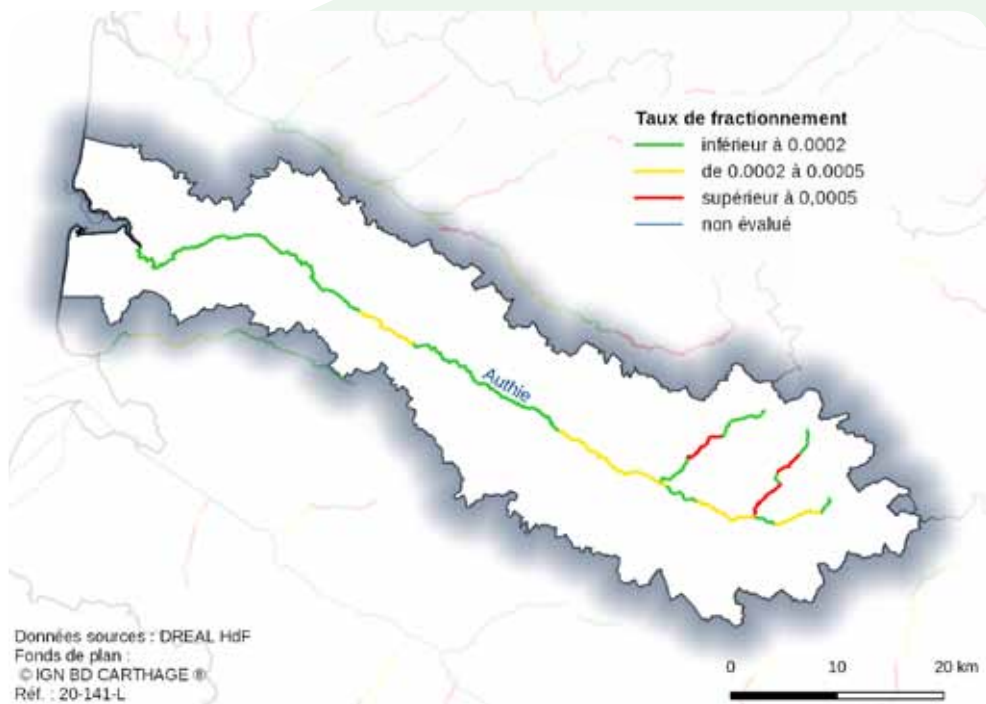 Taux de fractionnement
inférieur à 0.0002
de 0.0002 à 0.0005
supérieur à 0,0005
non évalué
Authie
Données sources : DREAL HdF
Fonds de plan :
© IGN BD CARTHAGE ®
Réf. : 20-141-L
0 10 20 km